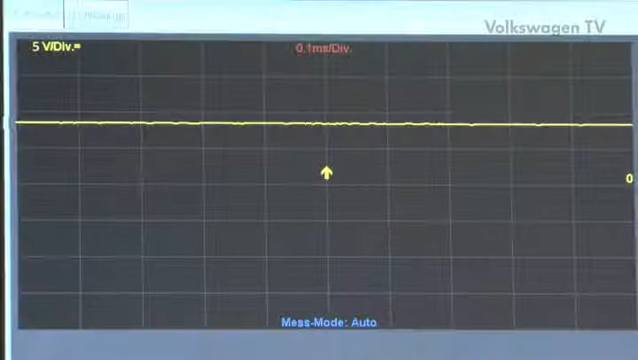 Volkswagen TV
5 V/Div.=
0.1ms/Div.
0
Mess-Mode: Auto